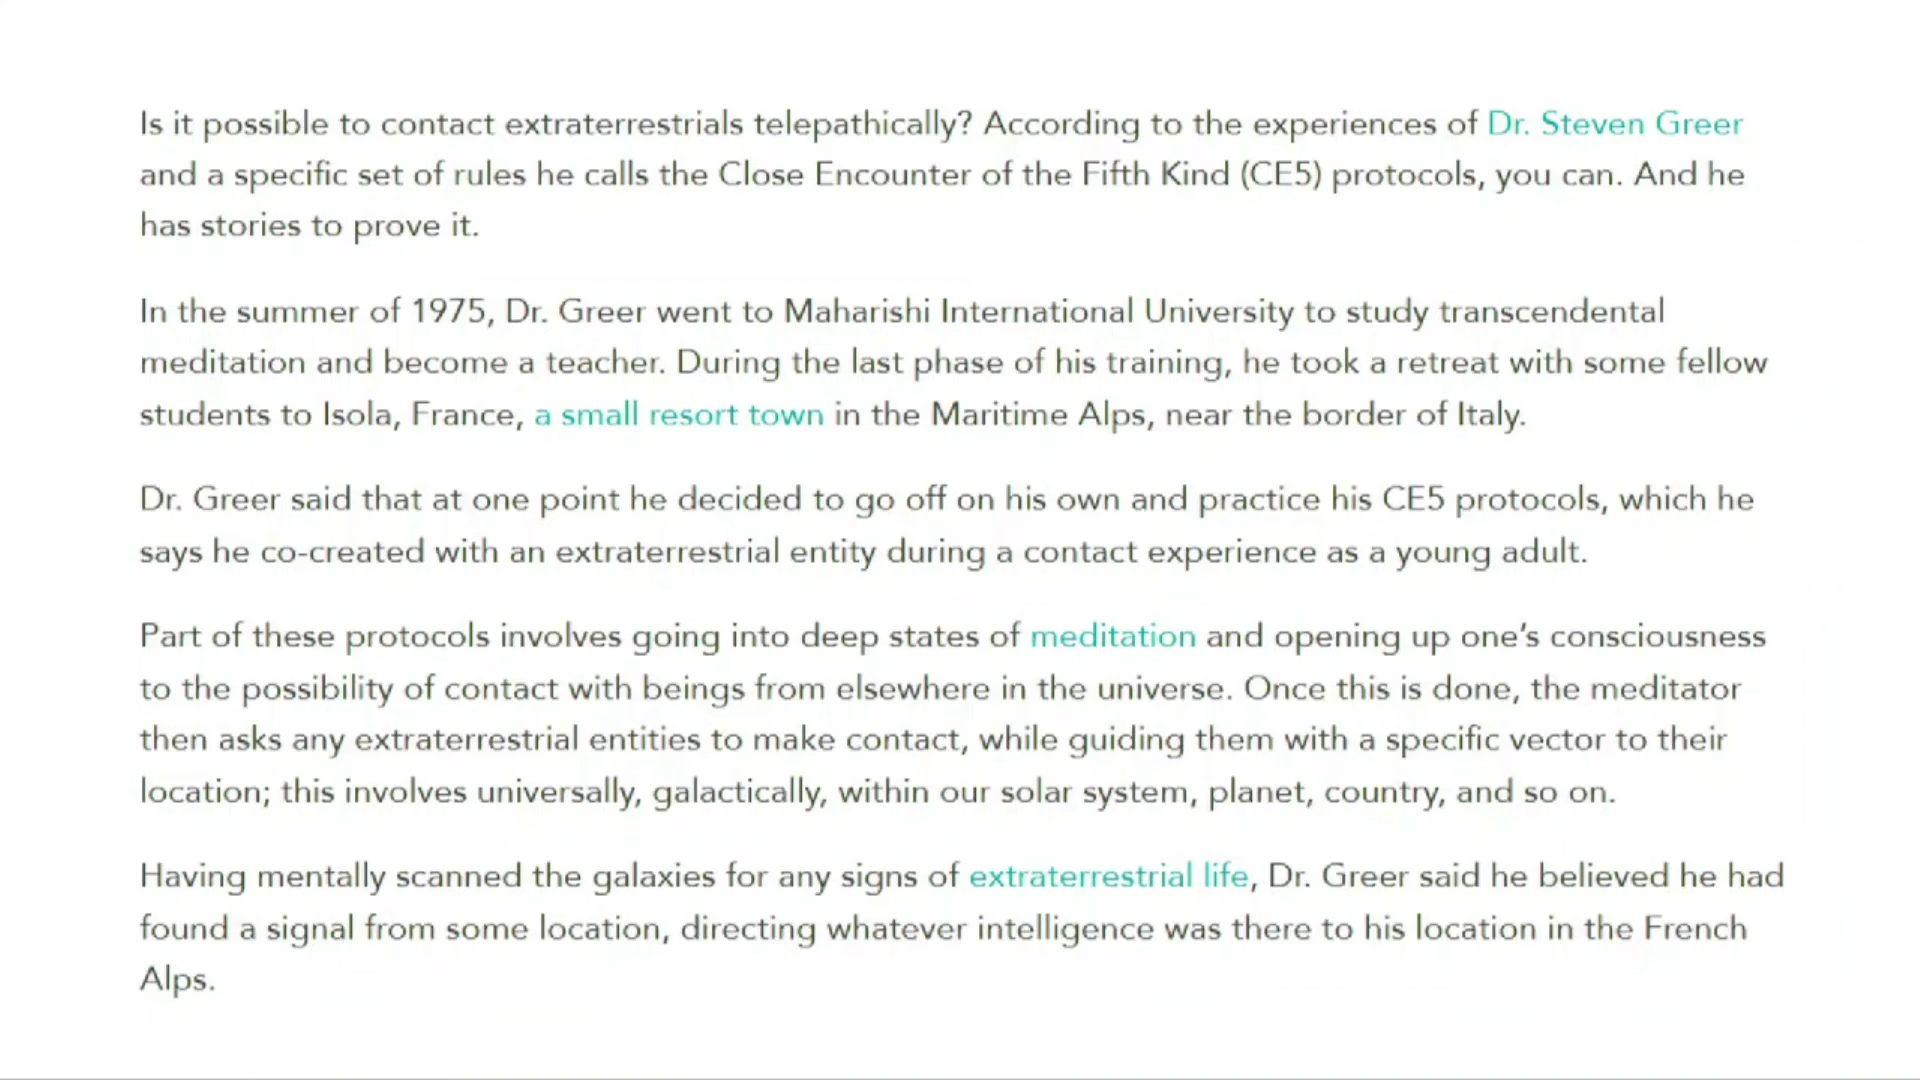 Is it possible to contact extraterrestrials telepathically? According to the experiences of Dr. Steven Greer
and a specific set of rules he calls the Close Encounter of the Fifth Kind (CE5) protocols, you can. And he
has stories to prove it.
In the summer of 1975, Dr. Greer went to Maharishi International University to study transcendental
meditation and become a teacher. During the last phase of his training, he took a retreat with some fellow
students to Isola, France, a small resort town in the Maritime Alps, near the border of Italy.
Dr. Greer said that at one point he decided to go off on his own and practice his CE5 protocols, which he
says he co-created with an extraterrestrial entity during a contact experience as a young adult.
Part of these protocols involves going into deep states of meditation and opening up one’s consciousness
to the possibility of contact with beings from elsewhere in the universe. Once this is done, the meditator
then asks any extraterrestrial entities to make contact, while guiding them with a specific vector to their
location; this involves universally, galactically, within our solar system, planet, country, and so on.
Having mentally scanned the galaxies for any signs of extraterrestrial life, Dr. Greer said he believed he had
found a signal from some location, directing whatever intelligence was there to his location in the French
Alps.